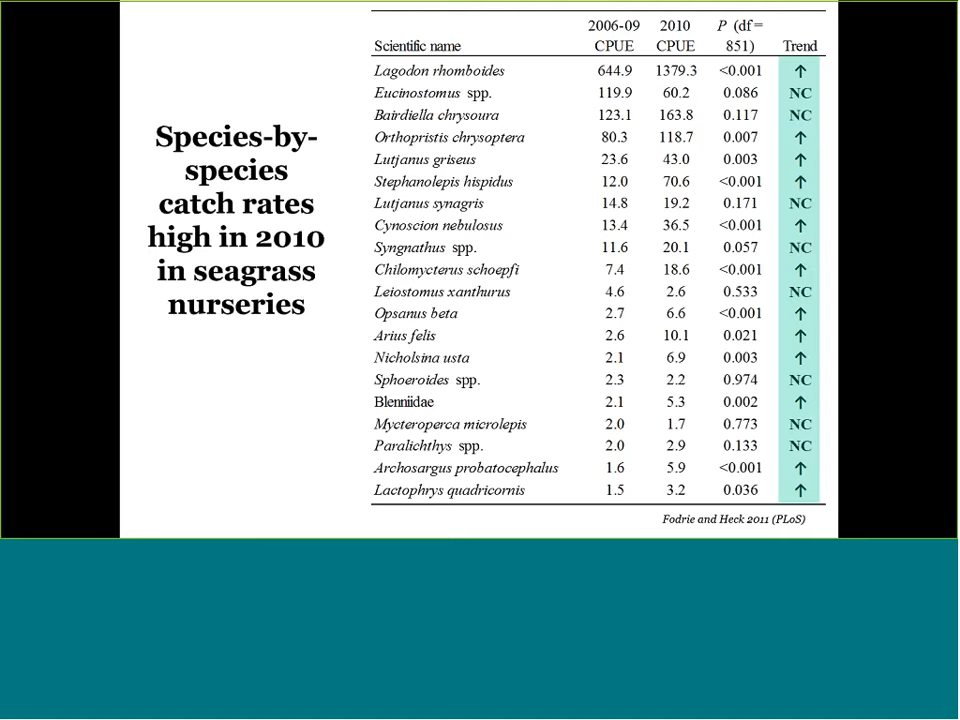 Species-by-
species
catch rates
high in 2010
in seagrass
nurseries
2006-09 2010 P (df =
Scientific name CPUE CPUE 851) Trend
Lagodon rhomboides 644.9 1379.3 <0.001 ↑
Eucinostomus spp. 119.9 60.2 0.086 NC
Bairdiella chrysoura 123.1 163.8 0.117 NC
Orthopristis chrysoptera 80.3 118.7 0.007 ↑
Lutjanus griseus 23.6 43.0 0.003 ↑
Stephanolepis hispidus 12.0 70.6 <0.001 ↑
Lutjanus synagris 14.8 19.2 0.171 NC
Cynoscion nebulosus 13.4 36.5 <0.001 ↑
Syngnathus spp. 11.6 20.1 0.057 NC
Chilomycterus schoepfi 7.4 18.6 <0.001 ↑
Leiostomus xanthurus 4.6 2.6 0.533 NC
Opsanus beta 2.7 6.6 <0.001 ↑
Arius felis 2.6 10.1 0.021 ↑
Nicholsina usta 2.1 6.9 0.003 ↑
Sphoeroides spp. 2.3 2.2 0.974 NC
Blenniidae 2.1 5.3 0.002 ↑
Mycteroperca microlepis 2.0 1.7 0.773 NC
Paralichthys spp. 2.0 2.9 0.133 NC
Archosargus probatocephalus 1.6 5.9 <0.001 ↑
Lactophrys quadricornis 1.5 3.2 0.036 ↑
Fodrie and Heck 2011 (PLoS)